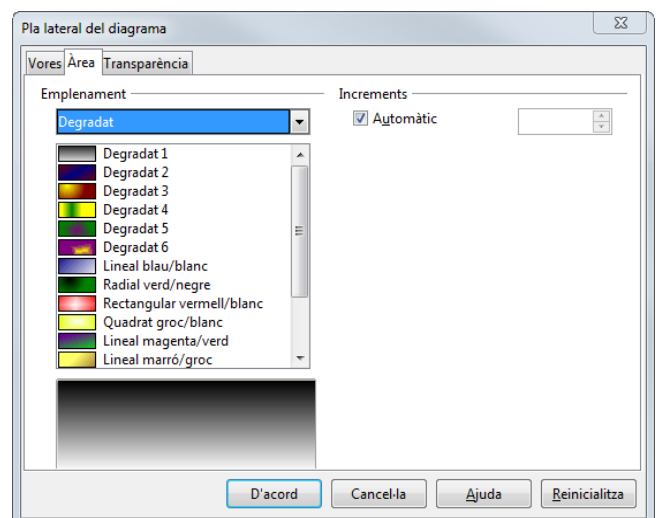 Pla lateral del diagrama
Vores Àrea Transparència
Emplenament
Degradat
Degradat 1
Degradat 2
Degradat 3
Degradat 4
Degradat 5
Degradat 6
Lineal blau/blanc
Radial verd/negre
Rectangular vermell/blanc
Quadrat groc/blanc
Lineal magenta/verd
Lineal marró/groc
Increments
Automàtic
D'acord Cancel·la Ajuda Reinicialitza